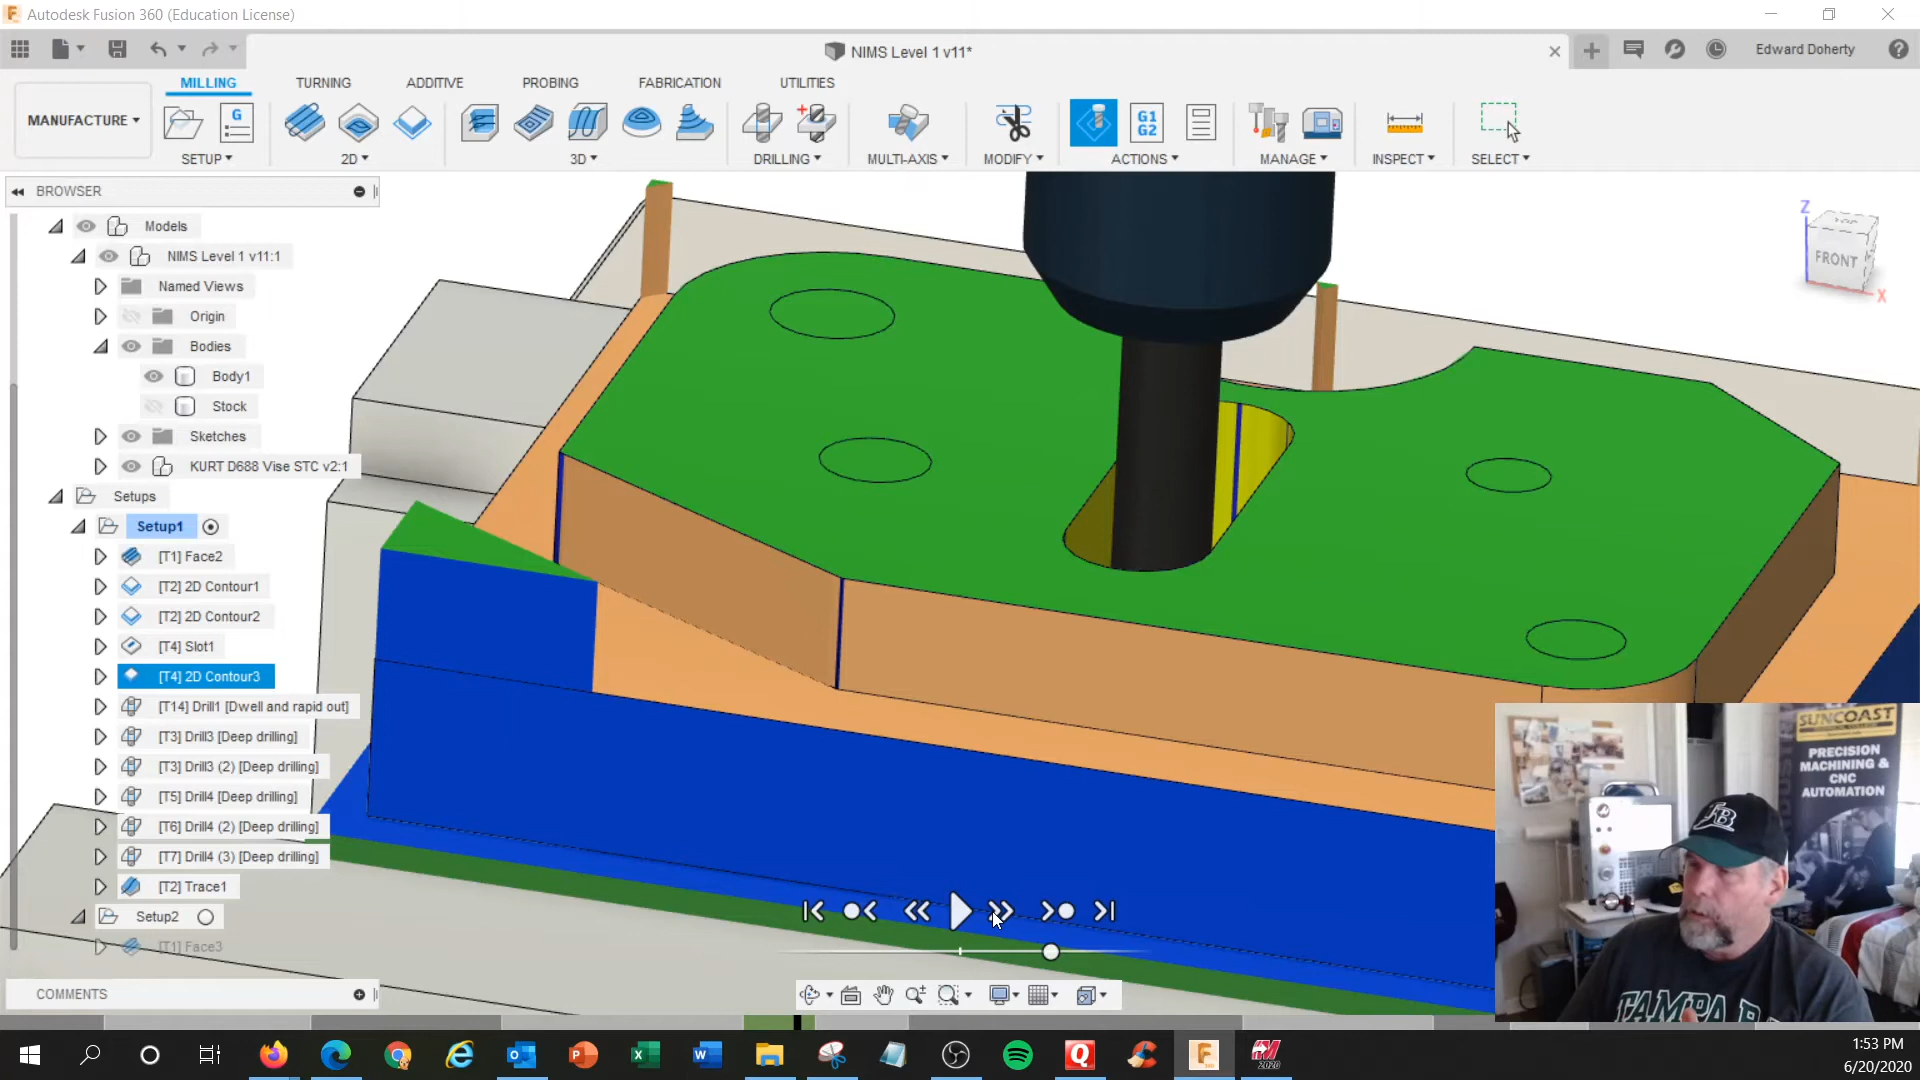 Autodesk Fusion 360 (Education License)
NIMS Level 1 v11*
Edward Doherty
MANUFACTURE
MILLING
TURNING
ADDITIVE
PROBING
FABRICATION
UTILITIES
SETUP
2D
3D
DRILLING
MULTI-AXIS
MODIFY
ACTIONS
MANAGE
INSPECT
SELECT
G
G1
G2
BROWSER
Models
NIMS Level 1 v11:1
Named Views
Origin
Bodies
Body1
Stock
Sketches
KURT D688 Vise STC v2:1
Setups
Setup1
[T1] Face2
[T2] 2D Contour1
[T2] 2D Contour2
[T4] Slot1
[T4] 2D Contour3
[T14] Drill1 [Dwell and rapid out]
[T3] Drill3 [Deep drilling]
[T3] Drill3 (2) [Deep drilling]
[T5] Drill4 [Deep drilling]
[T6] Drill4 (2) [Deep drilling]
[T7] Drill4 (3) [Deep drilling]
[T2] Trace1
Setup2
[T1] Face3
COMMENTS
Z
TOP
FRONT
X
SUNCOAST
PRECISION
MACHINING &
CNC
AUTOMATION
TAMPA B
1:53 PM
6/20/2020